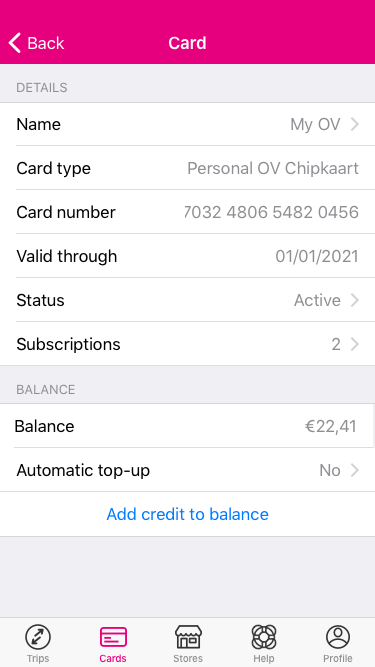 Back
Card
DETAILS
Name My OV
Card type Personal OV Chipkaart
Card number 7032 4806 5482 0456
Valid through 01/01/2021
Status Active
Subscriptions 2
BALANCE
Balance €22,41
Automatic top-up No
Add credit to balance
Trips Cards Stores Help Profile